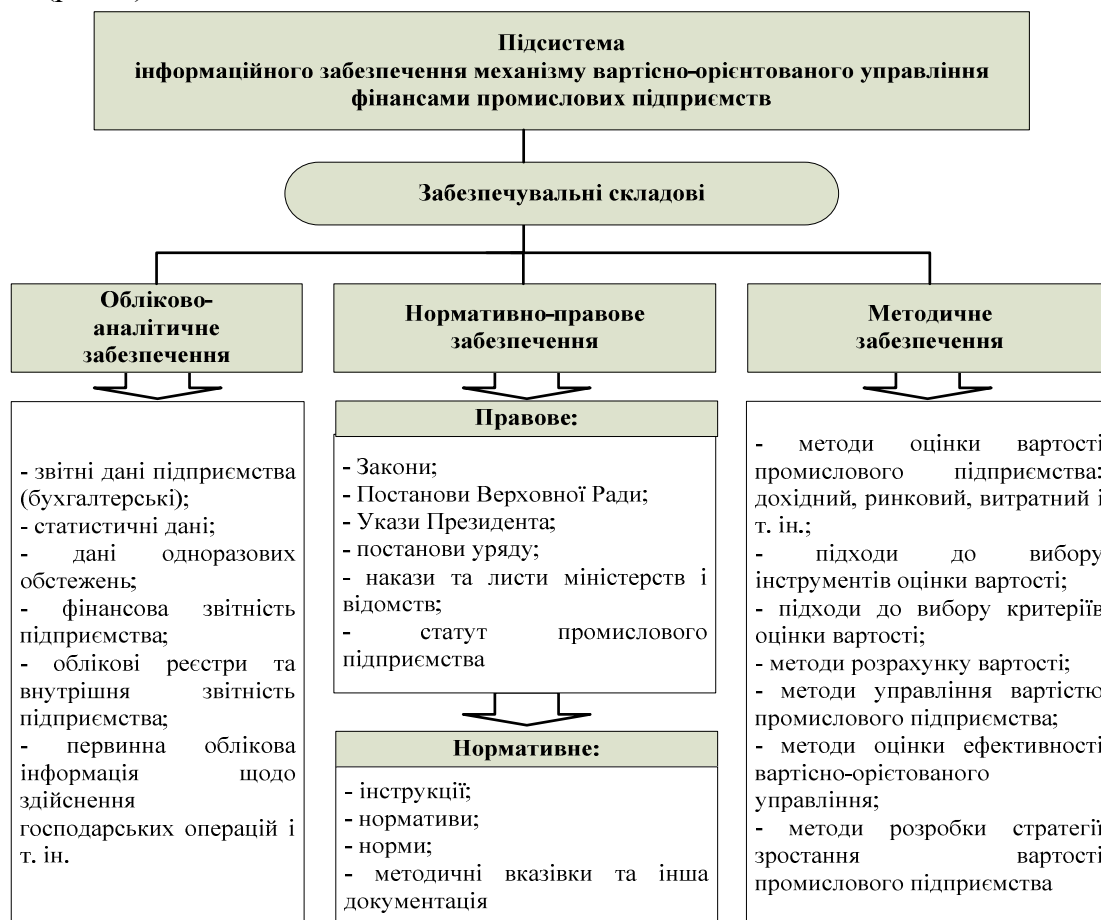 Підсистема
інформаційного забезпечення механізму вартісно-орієнтованого управління
фінансами промислових підприємств
Забезпечувальні складові
Обліково-
аналітичне
забезпечення
- звітні дані підприємства
(бухгалтерські);
- статистичні дані;
- дані одноразових
обстежень;
- фінансова звітність
підприємства;
- облікові реєстри та
внутрішня звітність
підприємства;
- первинна облікова
інформація щодо
здійснення
господарських операцій і
т. ін.
Нормативно-правове
забезпечення
Правове:
- Закони;
- Постанови Верховної Ради;
- Укази Президента;
- постанови уряду;
- накази та листи міністерств і
відомств;
- статут промислового
підприємства
Нормативне:
- інструкції;
- нормативи;
- норми;
- методичні вказівки та інша
документація
Методичне
забезпечення
- методи оцінки вартості
промислового підприємства:
дохідний, ринковий, витратний і
т. ін.;
- підходи до вибору
інструментів оцінки вартості;
- підходи до вибору критеріїв
оцінки вартості;
- методи розрахунку вартості;
- методи управління вартістю
промислового підприємства;
- методи оцінки ефективності
вартісно-орієтованого
управління;
- методи розробки стратегії
зростання вартості
промислового підприємства